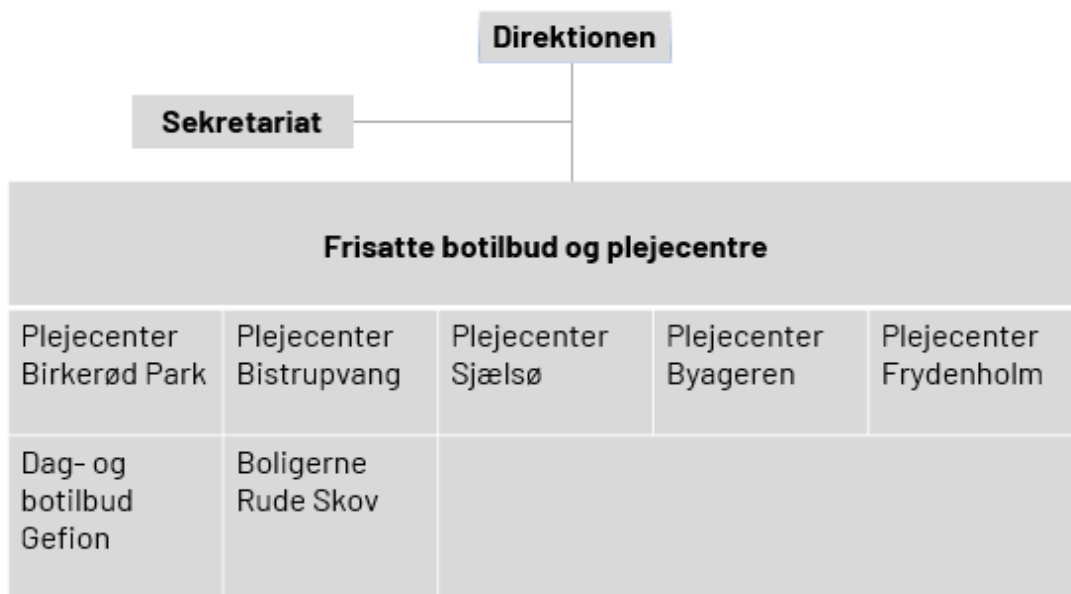 Direktionen
Sekretariat
Frisatte botilbud og plejecentre
Plejecenter
Birkerød Park
Plejecenter
Bistrupvang
Plejecenter
Sjælsø
Plejecenter
Byageren
Plejecenter
Frydenholm
Dag- og
botilbud
Gefion
Boligerne
Rude Skov